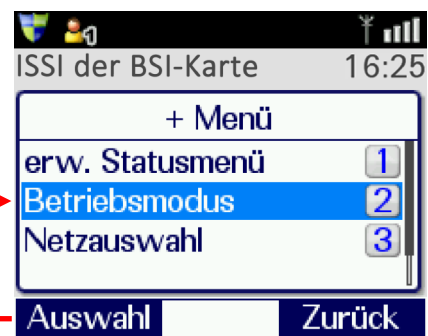 ISSI der BSI-Karte 16:25
+ Menü
erw. Statusmenü 1
Betriebsmodus 2
Netzauswahl 3
Auswahl Zurück